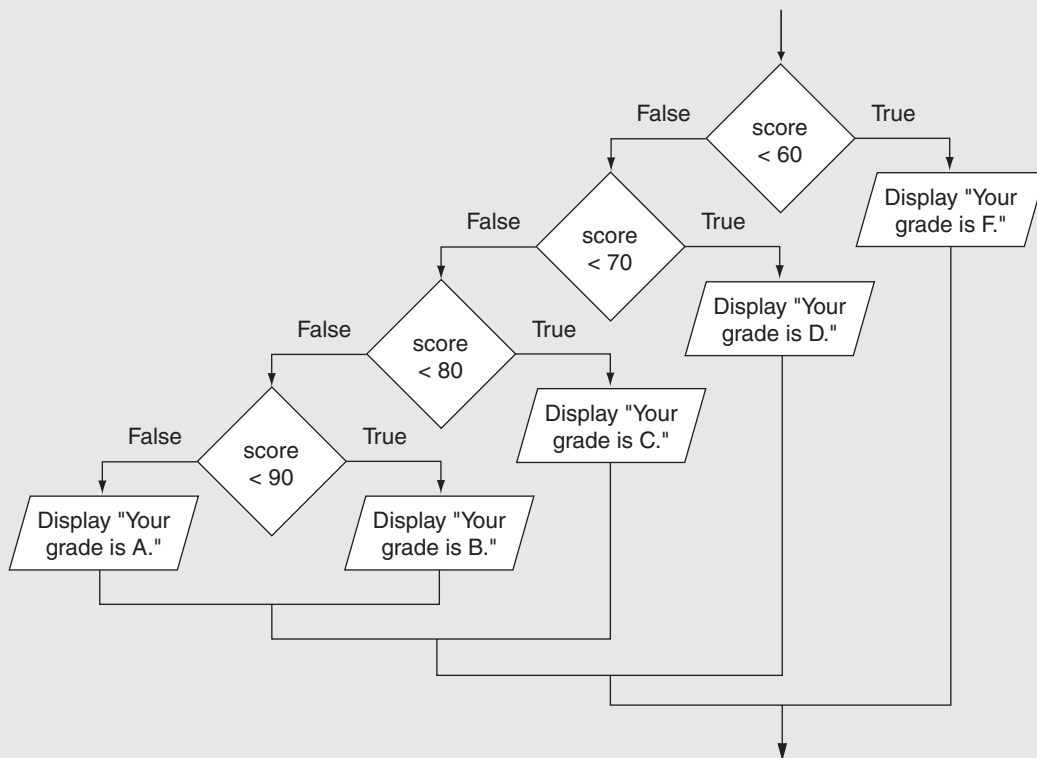 False
True
score
< 60
Display "Your
grade is F."
False
True
score
< 70
Display "Your
grade is D."
False
True
score
< 80
Display "Your
grade is C."
False
True
score
< 90
Display "Your
grade is A."
Display "Your
grade is B."